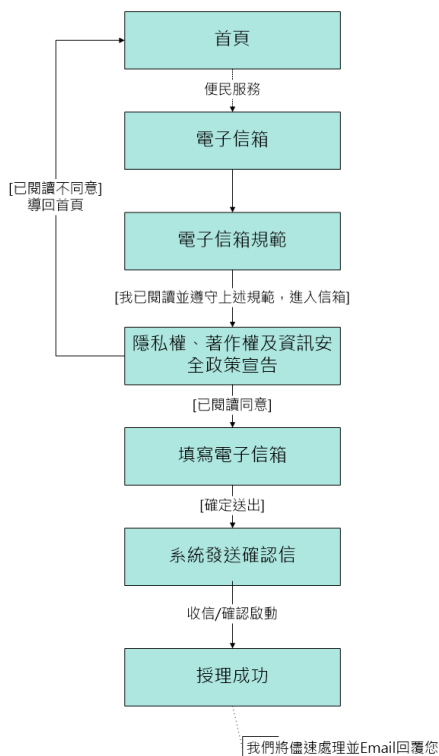 首頁
便民服務
電子信箱
[已閱讀不同意]
導回首頁
電子信箱規範
[我已閱讀並遵守上述規範，進入信箱]
隱私權、著作權及資訊安
全政策宣告
[已閱讀同意]
填寫電子信箱
[確定送出]
系統發送確認信
收信/確認啟動
授理成功
我們將儘速處理並Email回覆您